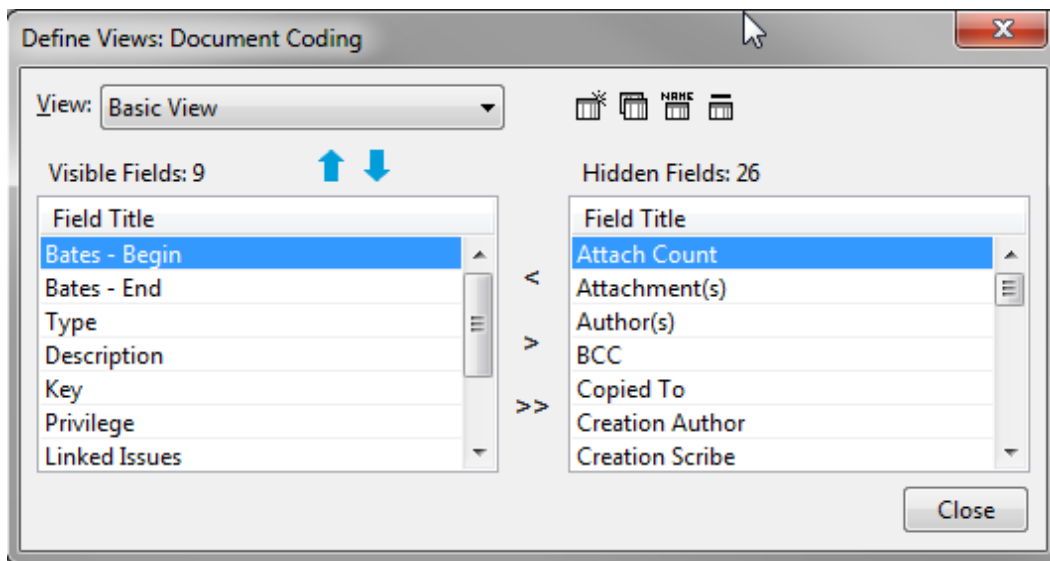 Define Views: Document Coding
X
View: Basic View
NAME
Visible Fields: 9
Hidden Fields: 26
Field Title
Bates - Begin
Bates - End
Type
Description
Key
Privilege
Linked Issues
<
>
>>
Field Title
Attach Count
Attachment(s)
Author(s)
BCC
Copied To
Creation Author
Creation Scribe
Close